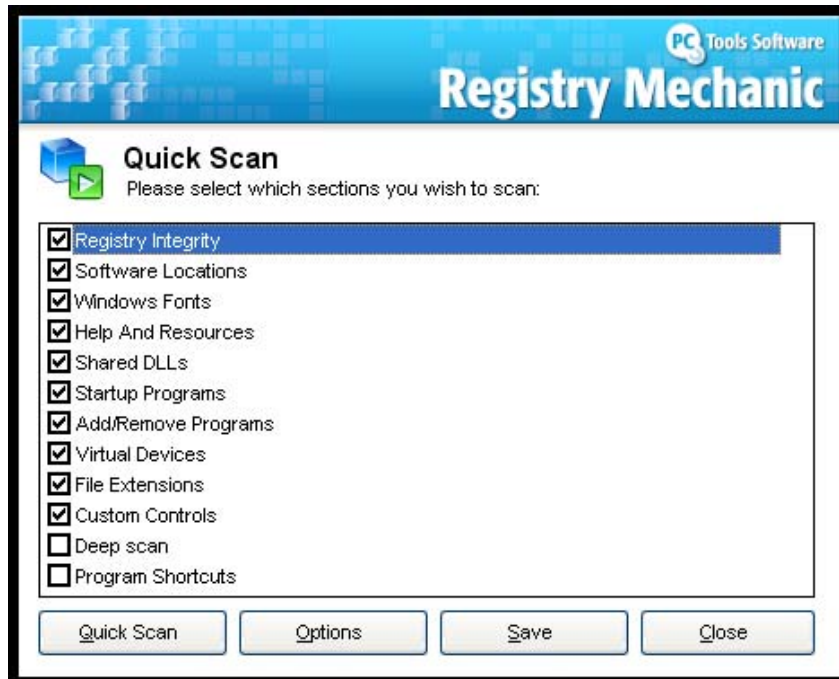 PC Tools Software
Registry Mechanic
Quick Scan
Please select which sections you wish to scan:
Registry Integrity
Software Locations
Windows Fonts
Help And Resources
Shared DLLs
Startup Programs
Add/Remove Programs
Virtual Devices
File Extensions
Custom Controls
Deep scan
Program Shortcuts
Quick Scan Options Save Close